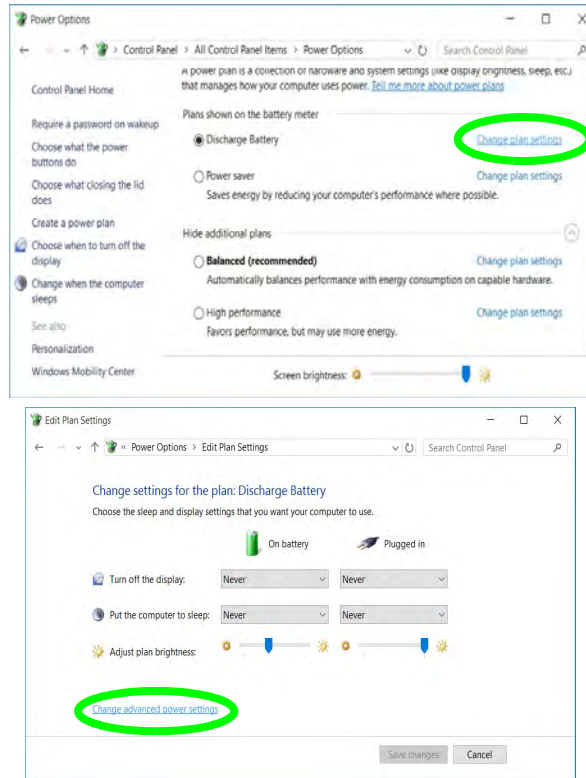 Power Options
Control Panel > All Control Panel Items > Power Options
Search Control Panel
A power plan is a collection of hardware and system settings (like display brightness, sleep, etc.)
that manages how your computer uses power. Tell me more about power plans
Control Panel Home
Require a password on wakeup
Choose what the power
buttons do
Choose what closing the lid
does
Create a power plan
Choose when to turn off the
display
Change when the computer
sleeps
See also
Personalization
Windows Mobility Center
Plans shown on the battery meter
Discharge Battery
Change plan settings
Power saver
Change plan settings
Saves energy by reducing your computer's performance where possible.
Hide additional plans
Balanced (recommended)
Change plan settings
Automatically balances performance with energy consumption on capable hardware.
High performance
Change plan settings
Favors performance, but may use more energy.
Screen brightness:
Edit Plan Settings
« Power Options > Edit Plan Settings
Search Control Panel
Change settings for the plan: Discharge Battery
Choose the sleep and display settings that you want your computer to use.
On battery
Plugged in
Turn off the display:
Never
Never
Put the computer to sleep:
Never
Never
Adjust plan brightness:
Change advanced power settings
Save changes
Cancel